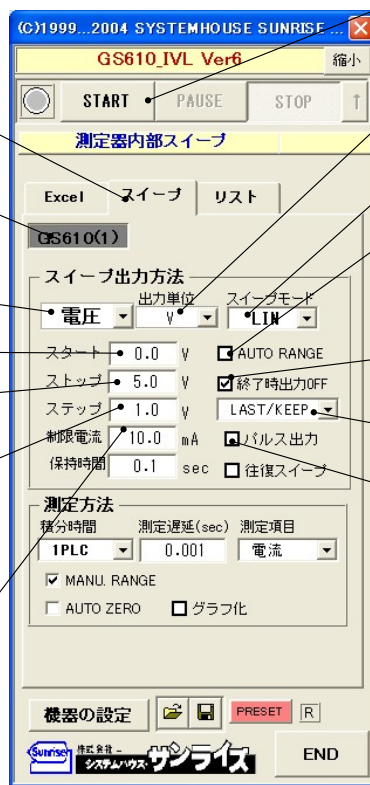 (C)1999...2004 SYSTEMHOUSE SUNRISE ...
GS610_IVL Ver6 縮小
START PAUSE STOP ↑
測定器内部スイープ
Excel スイープ リスト
GS610(1)
スイープ出力方法
出力単位 スイープモード
電圧 V LIN
スタート 0.0 V AUTO RANGE
ストップ 5.0 V 終了時出力OFF
ステップ 1.0 V LAST/KEEP
制限電流 10.0 mA パルス出力
保持時間 0.1 sec 往復スイープ
測定方法
積分時間 測定遅延(sec) 測定項目
1PLC 0.001 電流
MANU. RANGE
AUTO ZERO グラフ化
機器の設定 PRESET R
Sunrise 株式会社 システムハウス・サンライズ END